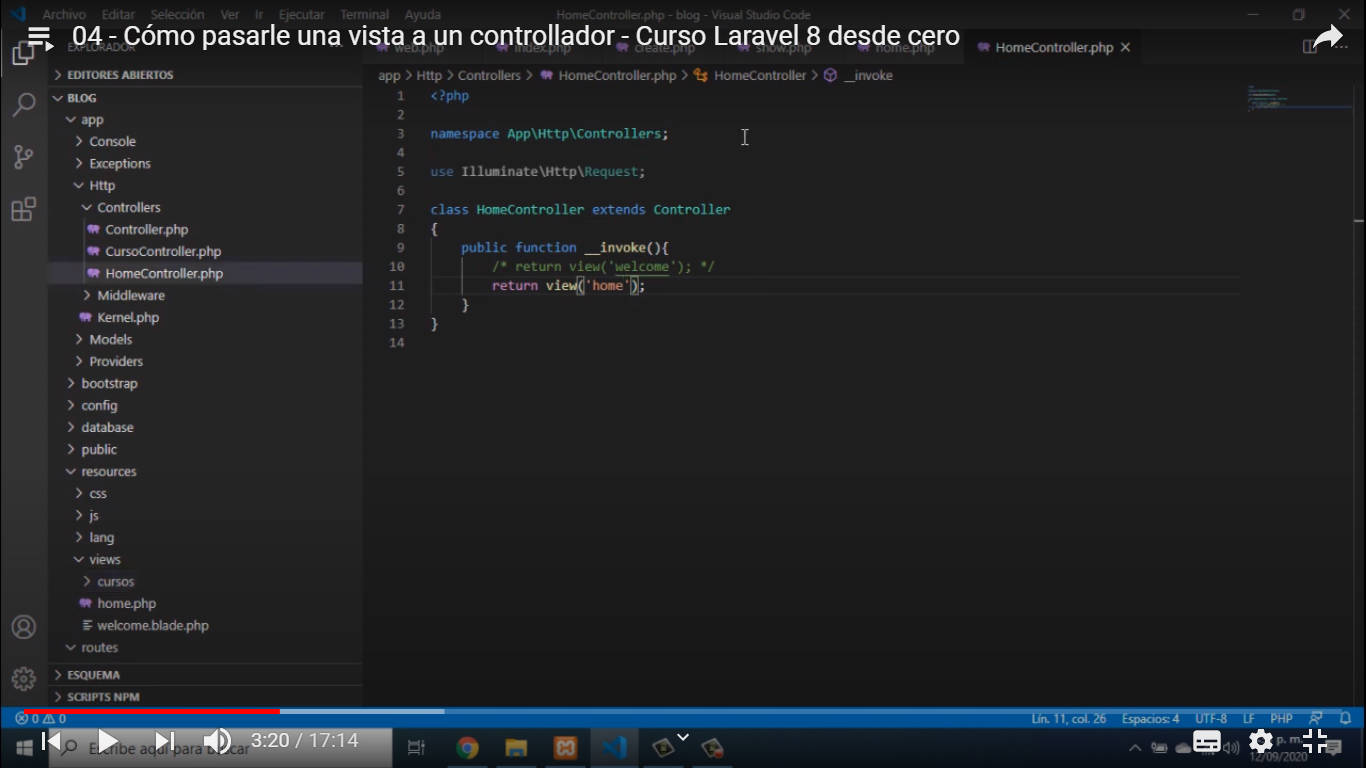 Archivo Editar Selección Ver Ir Ejecutar Terminal Ayuda HomeController.php - blog - Visual Studio Code
04 - Cómo pasarle una vista a un controllador - Curso Laravel 8 desde cero
EXPLORADOR web.php index.php create.php show.php home.php HomeController.php
app > Http > Controllers > HomeController.php > HomeController > __invoke
EDITORES ABIERTOS
BLOG
app
Console
Exceptions
Http
Controllers
Controller.php
CursoController.php
HomeController.php
Middleware
Kernel.php
Models
Providers
bootstrap
config
database
public
resources
css
js
lang
views
cursos
home.php
welcome.blade.php
routes
ESQUEMA
SCRIPTS NPM
1 <?php
2
3 namespace App\Http\Controllers;
4
5 use Illuminate\Http\Request;
6
7 class HomeController extends Controller
8 {
9 public function __invoke(){
10 /* return view('welcome'); */
11 return view('home');
12 }
13 }
14
0 0 Lín. 11, col. 26 Espacios: 4 UTF-8 LF PHP
Escribe aquí para buscar
3:20 / 17:14
p. m.
12/09/2020